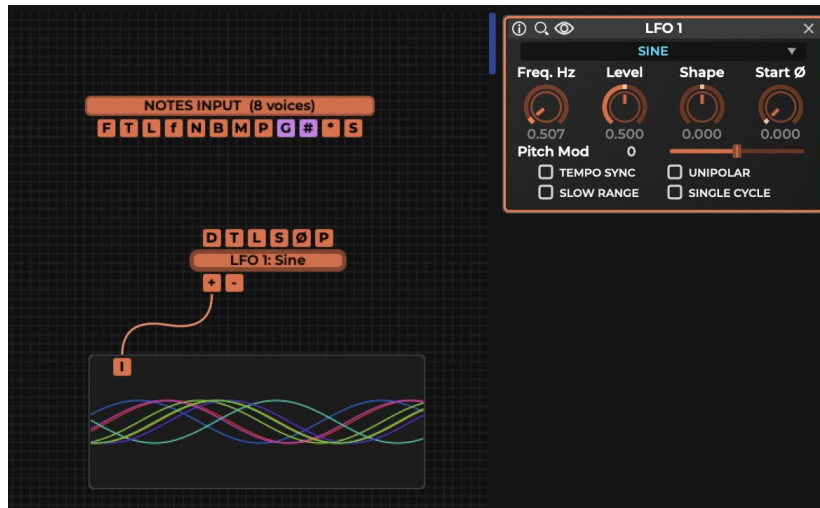 LFO 1
SINE
Freq. Hz Level Shape Start Ø
0.507 0.500 0.000 0.000
Pitch Mod 0
TEMPO SYNC UNIPOLAR
SLOW RANGE SINGLE CYCLE
NOTES INPUT (8 voices)
F T L f N B M P G # * S
D T L S Ø P
LFO 1: Sine
+ -
I